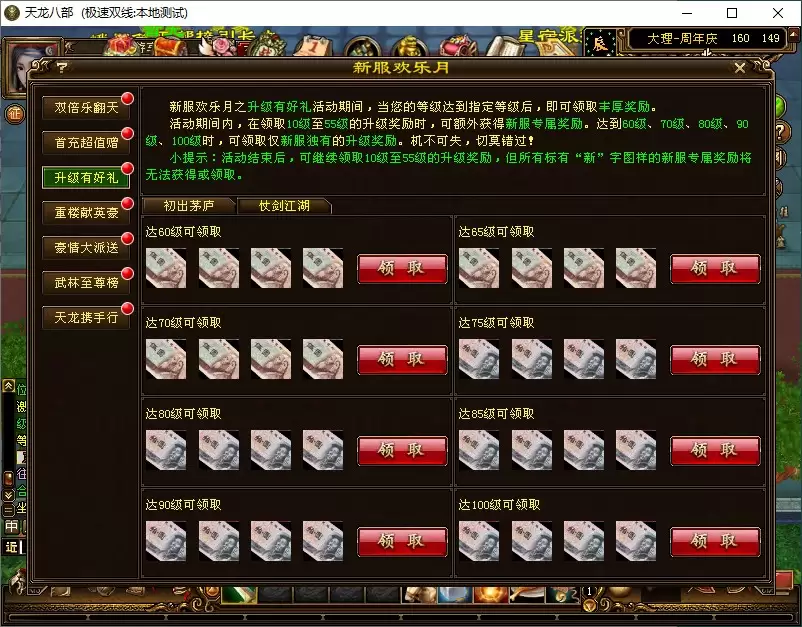 天龙八部 (极速双线:本地测试)
星宿派
辰
大理-周年庆 160 149
?
新服欢乐月
征
双倍乐翻天
首充超值赠
升级有好礼
重楼献英豪
豪情大派送
武林至尊榜
天龙携手行
新服欢乐月之升级有好礼活动期间，当您的等级达到指定等级后，即可领取丰厚奖励。
活动期间内，在领取10级至55级的升级奖励时，可额外获得新服专属奖励。达到60级、70级、80级、90
级、100级时，可领取仅新服独有的升级奖励。机不可失，切莫错过！
小提示：活动结束后，可继续领取10级至55级的升级奖励，但所有标有“新”字图样的新服专属奖励将
无法获得或领取。
初出茅庐 仗剑江湖
达60级可领取 达65级可领取
领 取 领 取
达70级可领取 达75级可领取
领 取 领 取
达80级可领取 达85级可领取
领 取 领 取
达90级可领取 达100级可领取
领 取 领 取
近
1